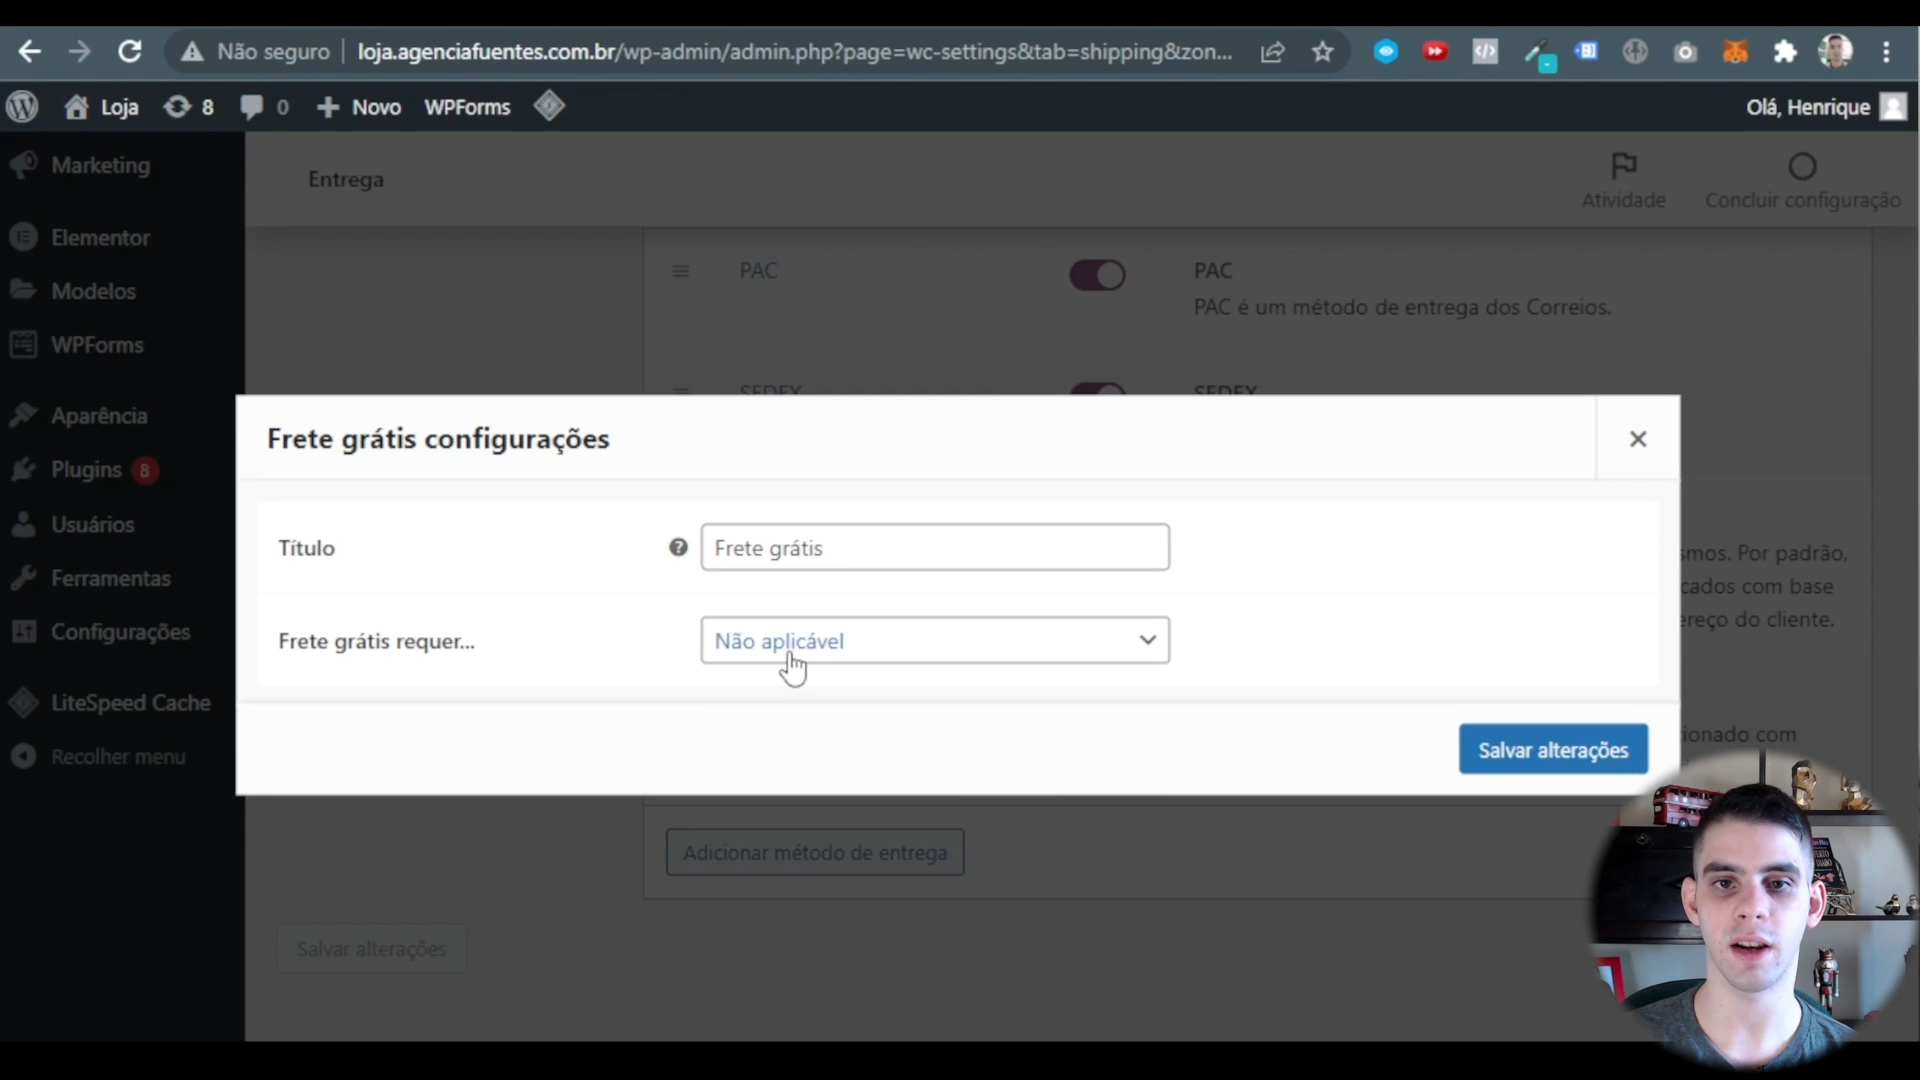 Não seguro
loja.agenciafuentes.com.br/wp-admin/admin.php?page=wc-settings&tab=shipping&zon...
Loja 8 0 Novo WPForms
Olá, Henrique
Marketing
Elementor
Modelos
WPForms
Aparência
Plugins 8
Usuários
Ferramentas
Configurações
LiteSpeed Cache
Recolher menu
Entrega
Atividade
Concluir configuração
PAC
PAC
PAC é um método de entrega dos Correios.
SEDEX
SEDEX
Frete grátis configurações
Título
Frete grátis
Frete grátis requer...
Não aplicável
Salvar alterações
smos. Por padrão,
cados com base
ereço do cliente.
ionado com
Adicionar método de entrega
Salvar alterações